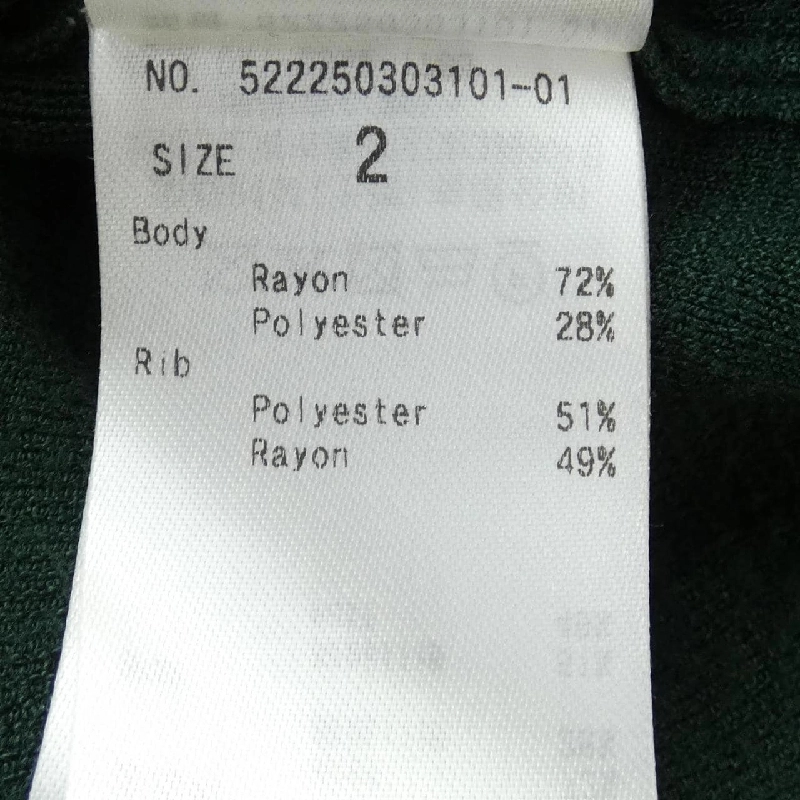 NO. 522250303101-01
SIZE 2
Body
Rayon 72%
Polyester 28%
Rib
Polyester 51%
Rayon 49%